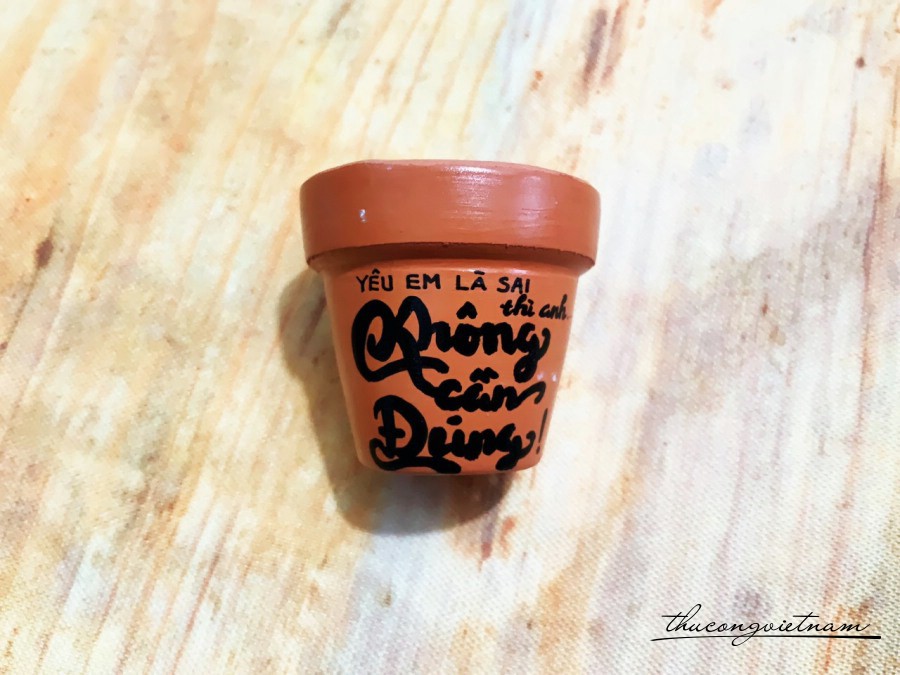 YÊU EM LÀ SAI
thì anh...
Không
cần
Đúng!
thucongvietnam